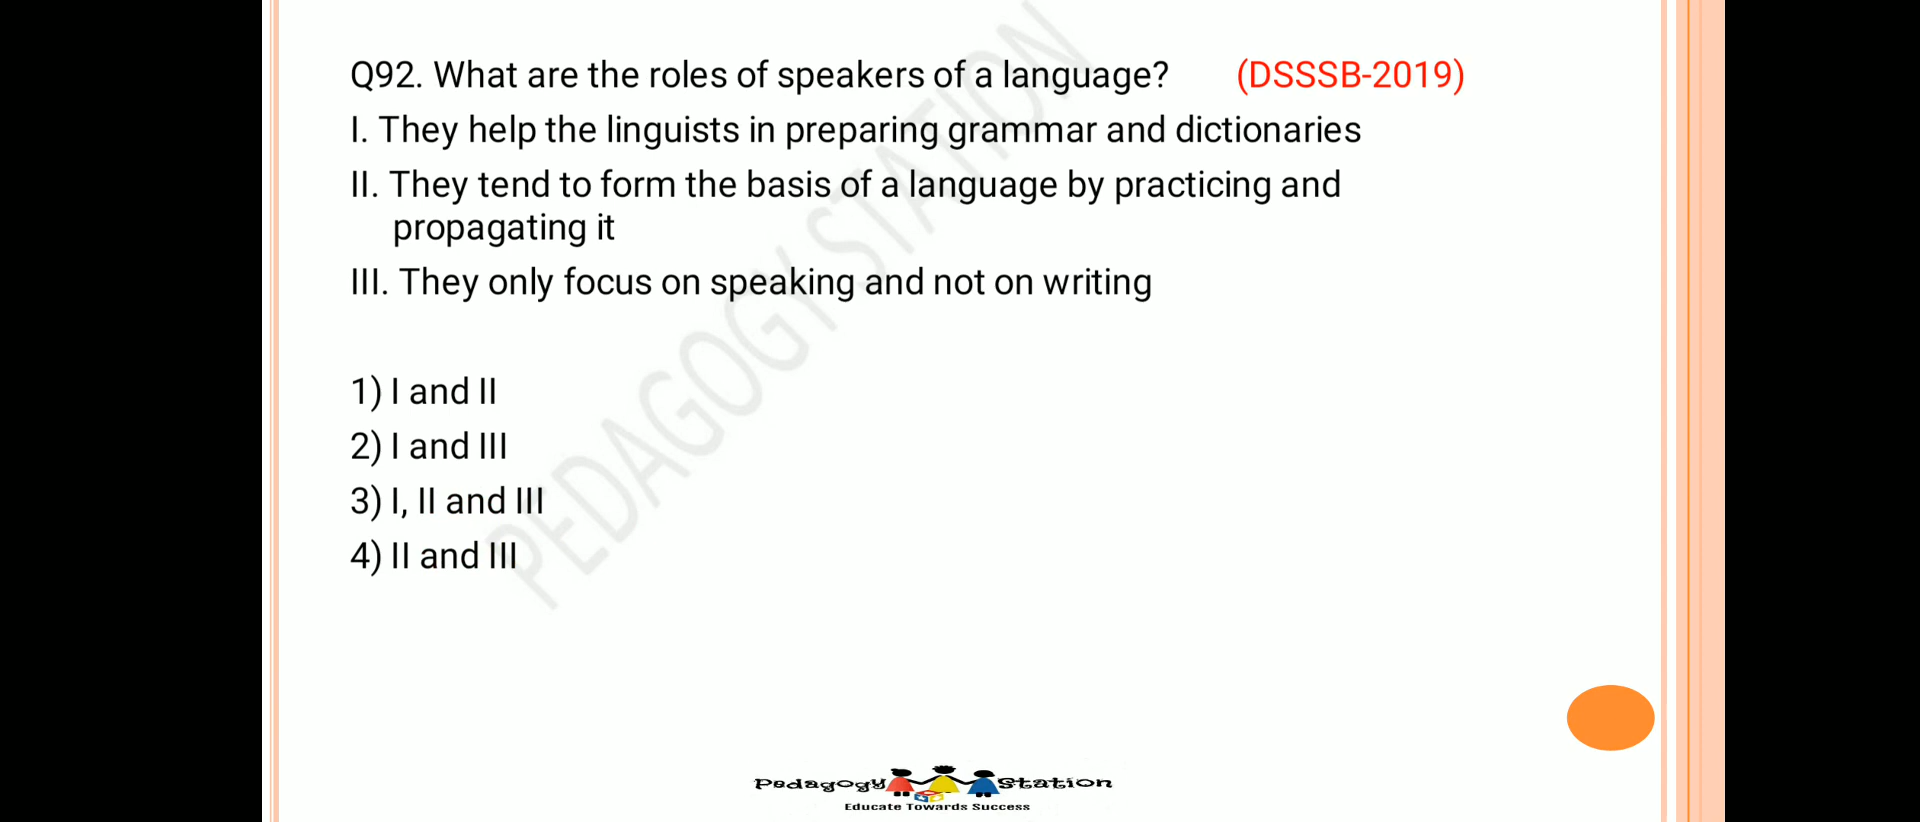 Q92. What are the roles of speakers of a language? (DSSSB-2019)
I. They help the linguists in preparing grammar and dictionaries
II. They tend to form the basis of a language by practicing and
propagating it
III. They only focus on speaking and not on writing
1) I and II
2) I and III
3) I, II and III
4) II and III
PEDAGOGY STATION
Pedagogy Station
Educate Towards Success